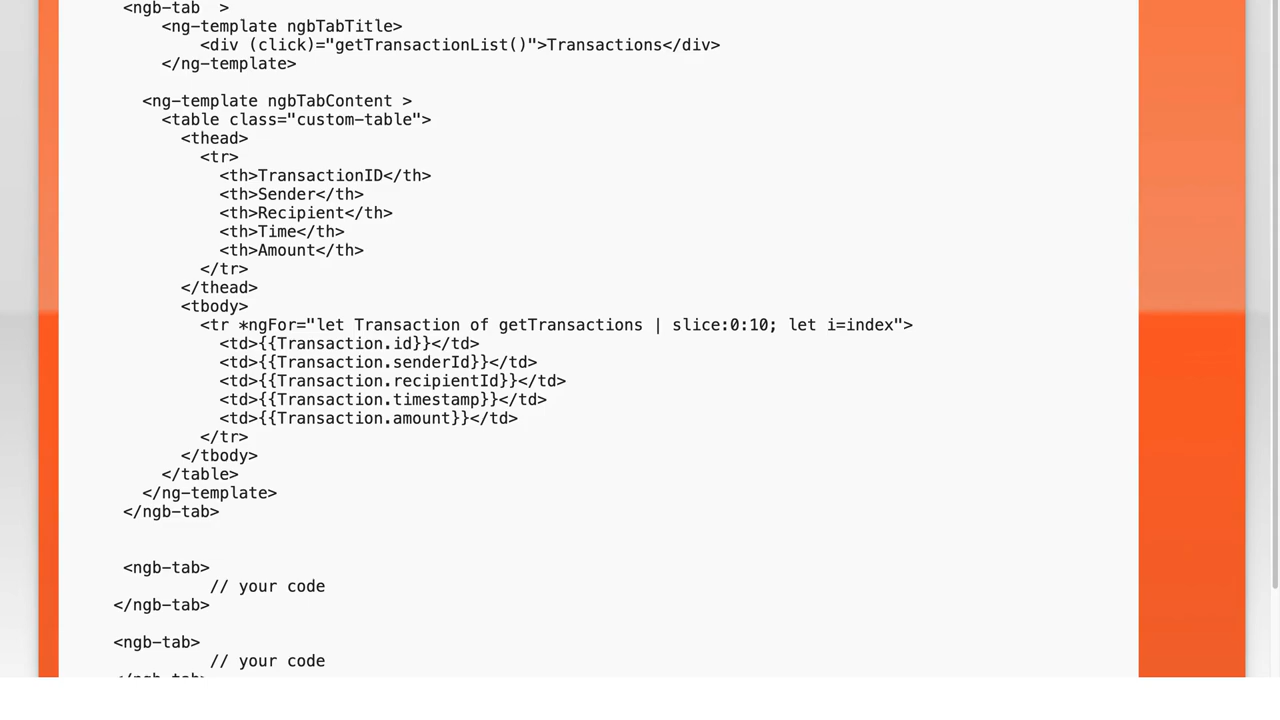 <ngb-tab  >
<ng-template ngbTabTitle>
<div (click)="getTransactionList()">Transactions</div>
</ng-template>
<ng-template ngbTabContent >
<table class="custom-table">
<thead>
<tr>
<th>TransactionID</th>
<th>Sender</th>
<th>Recipient</th>
<th>Time</th>
<th>Amount</th>
</tr>
</thead>
<tbody>
<tr *ngFor="let Transaction of getTransactions | slice:0:10; let i=index">
<td>{{Transaction.id}}</td>
<td>{{Transaction.senderId}}</td>
<td>{{Transaction.recipientId}}</td>
<td>{{Transaction.timestamp}}</td>
<td>{{Transaction.amount}}</td>
</tr>
</tbody>
</table>
</ng-template>
</ngb-tab>
<ngb-tab>
// your code
</ngb-tab>
<ngb-tab>
// your code